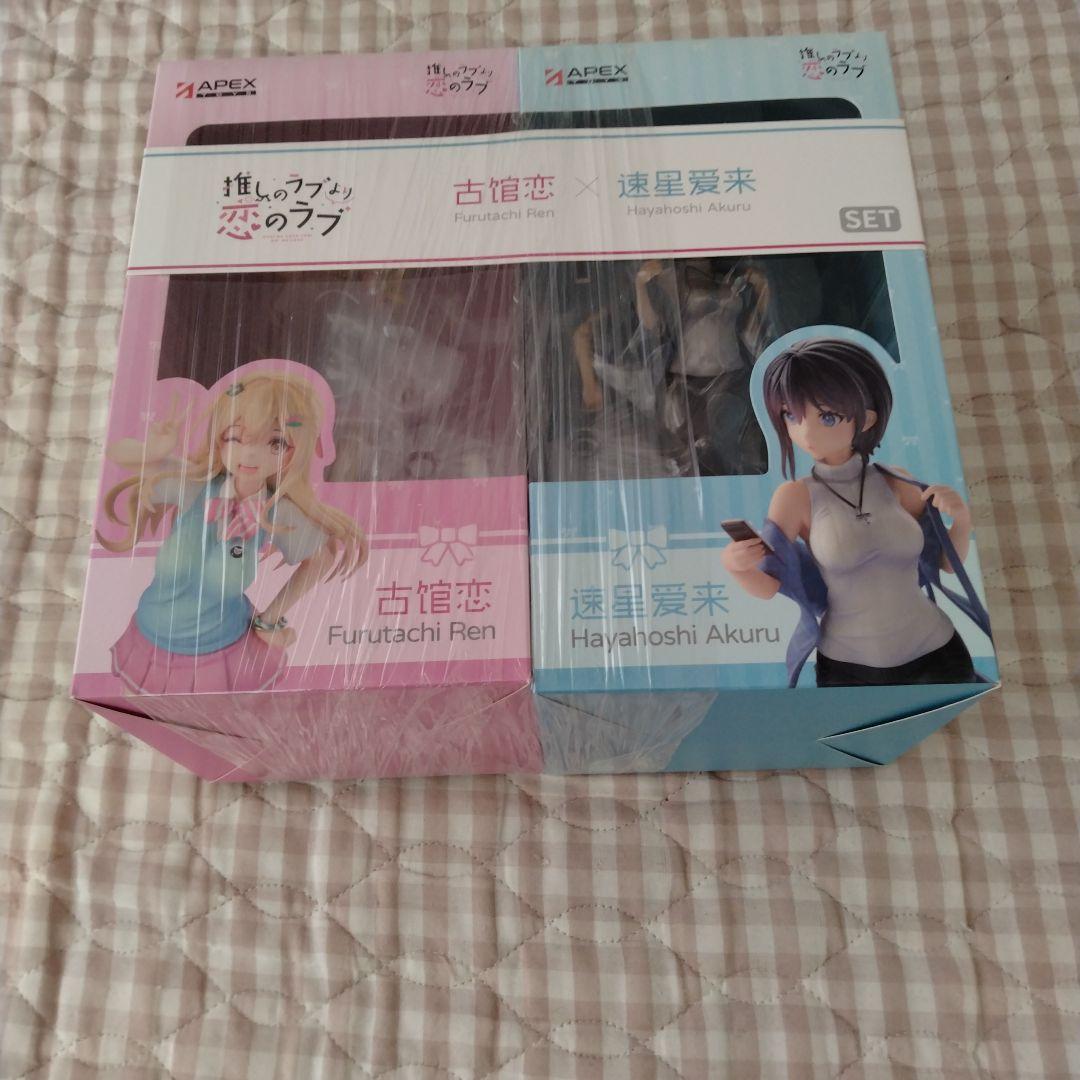 APEX
TOYS
推しのラブより
恋のラブ
APEX
TOYS
推しのラブより
恋のラブ
推しのラブより
恋のラブ
古馆恋 × 速星爱来
Furutachi Ren
Hayahoshi Akuru
SET
古馆恋
Furutachi Ren
速星爱来
Hayahoshi Akuru